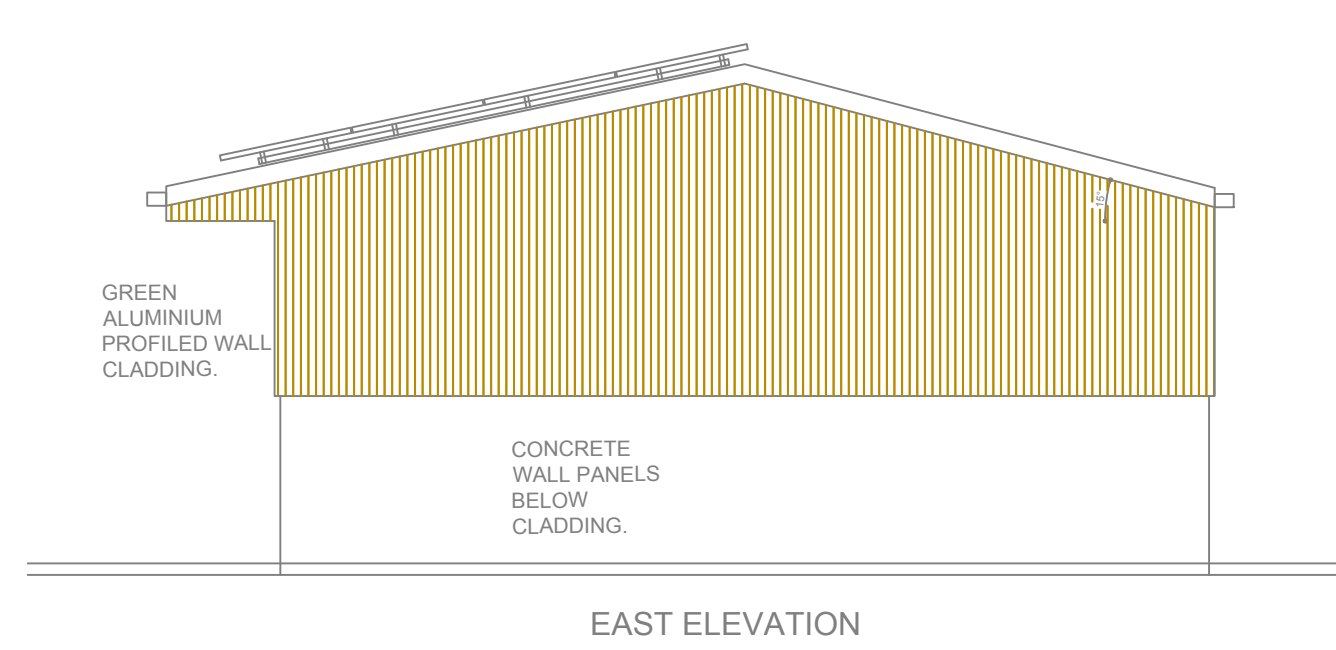 15°
GREEN
ALUMINIUM
PROFILED WALL
CLADDING.
CONCRETE
WALL PANELS
BELOW
CLADDING.
EAST ELEVATION